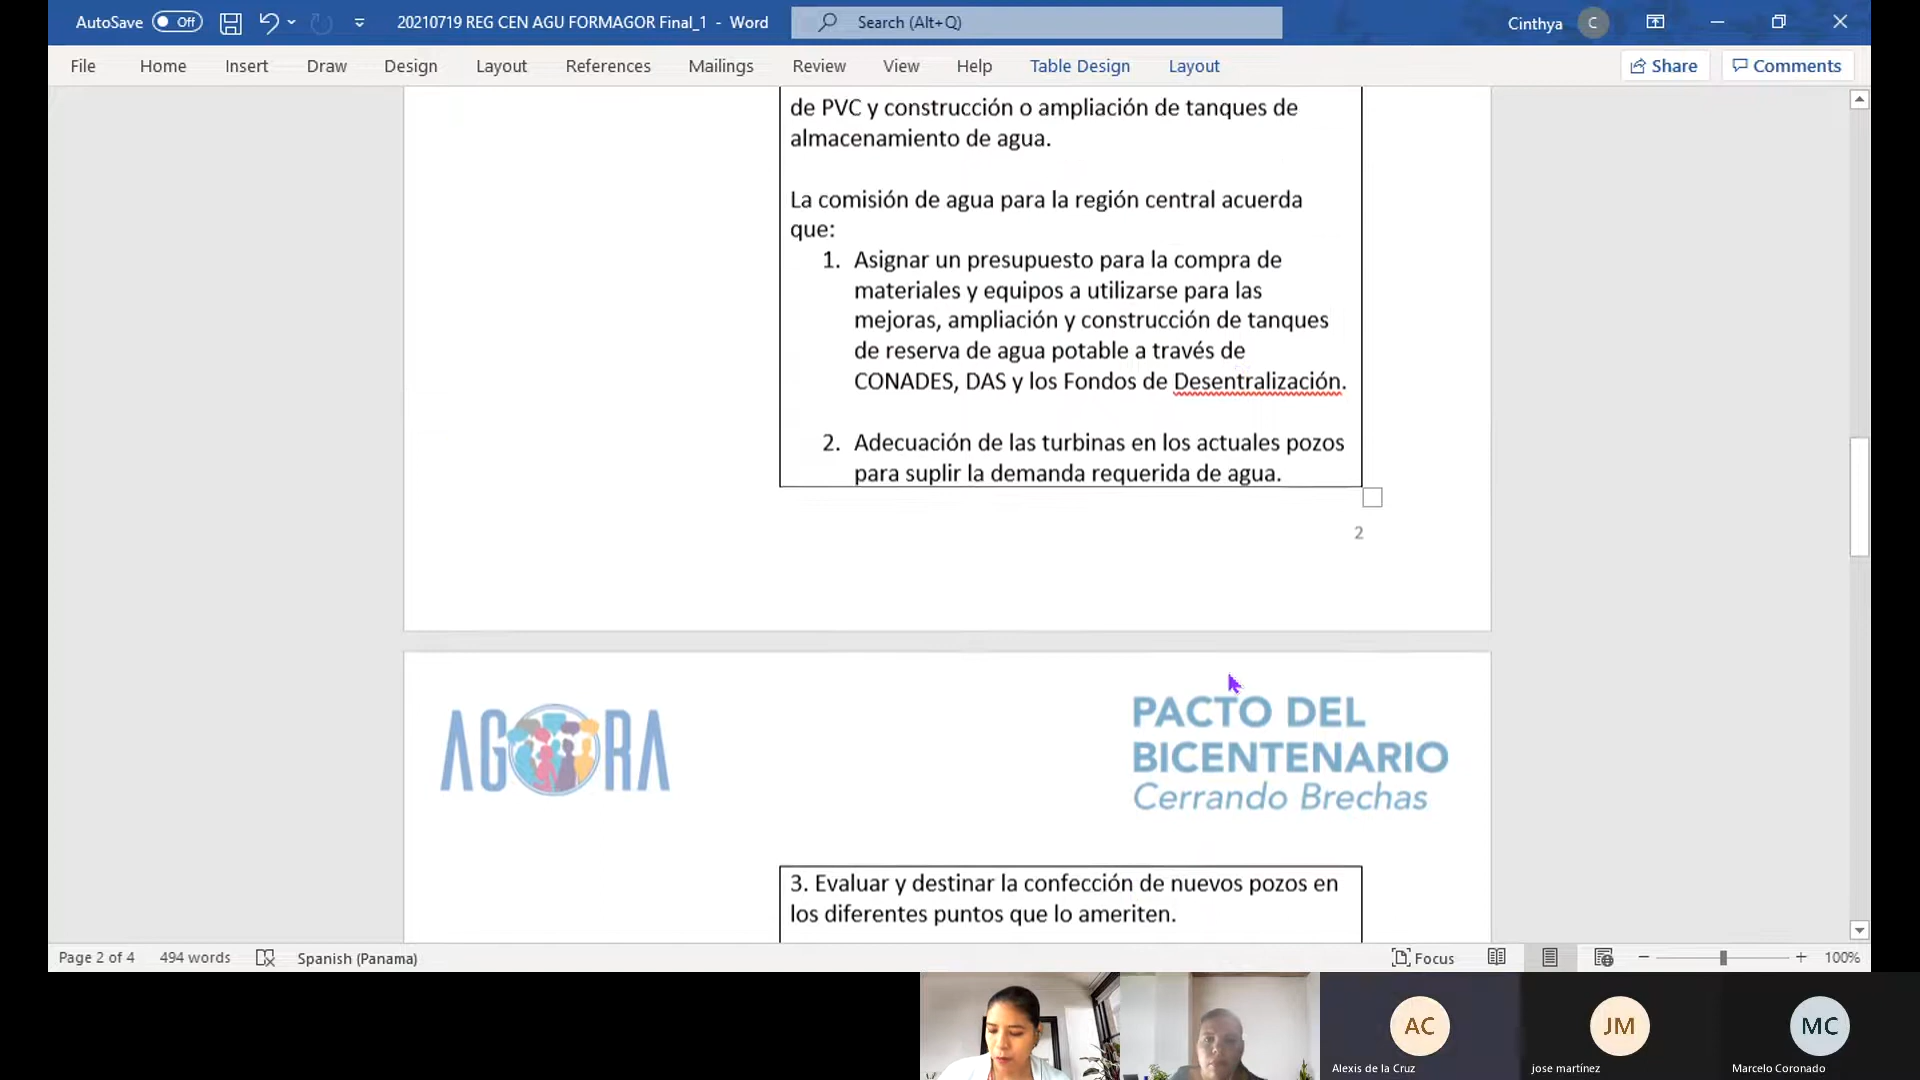 AutoSave Off 20210719 REG CEN AGU FORMAGOR Final_1 - Word Search (Alt+Q) Cinthya C
File Home Insert Draw Design Layout References Mailings Review View Help Table Design Layout Share Comments
de PVC y construcción o ampliación de tanques de
almacenamiento de agua.
La comisión de agua para la región central acuerda
que:
1. Asignar un presupuesto para la compra de
materiales y equipos a utilizarse para las
mejoras, ampliación y construcción de tanques
de reserva de agua potable a través de
CONADES, DAS y los Fondos de Desentralización.
2. Adecuación de las turbinas en los actuales pozos
para suplir la demanda requerida de agua.
2
AGORA
PACTO DEL
BICENTENARIO
Cerrando Brechas
3. Evaluar y destinar la confección de nuevos pozos en
los diferentes puntos que lo ameriten.
Page 2 of 4 494 words Spanish (Panama) Focus 100%
AC JM MC
Alexis de la Cruz jose martínez Marcelo Coronado